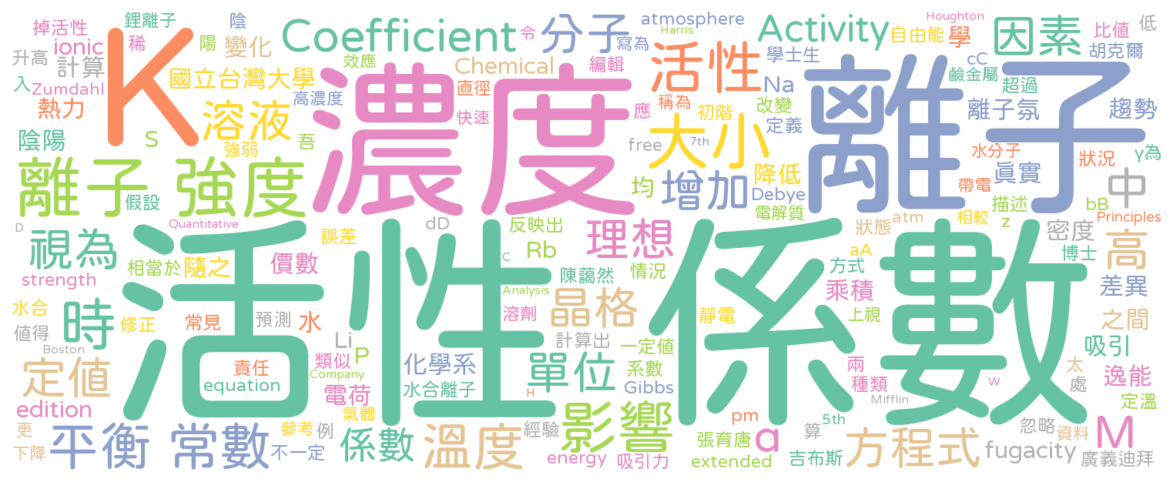 鋰離子 陰 Coefficient 令 分子 atmosphere Activity Houghton 因素 比値 低
掉活性 稀 陽 效應 Harris 寫為 自由能 學
ionic K 變化 Chemical 編輯 活性 學士生 cC 胡克爾
升高 計算 國立台灣大學 濃度 Na 離子 鹼金屬 超過
入 Zumdahl 高濃度 直徑 稱為 初階 改變 離子氛 趨勢
熱力 溶液 快速 應 大小 定義
陰陽 S 強弱 吾 free 7th 水分子 狀況 γ為
離子 強度 假設 均 增加 降低 Debye 帶電 眞實 中
Quantitative 電解質 描述 z bB Principles
D 視為 誤差 活性係數 dD 反映出 理想 狀態 atm 相較 密度 高
相當於 隨之 價數 Rb 陳藹然 情況 aA 方式 博士
strength C Analysis 晶格 乘積 差異
水合 時 修正 常見 預測 水 溶劑 靜電 上視 之間
値得 Boston Li 計算出 一定値 吸引
定値 責任 類似 P 化學系 單位 係數 兩 太
equation Company 水合離子 H Gibbs 種類 w 處 逸能
edition 電荷 Mifflin 定溫
更 氣體 影響 pm 5th M
平衡 常數 參考 例 係數 溫度 經驗 張育唐 a 算 方程式 忽略 資料
下降 不一定 energy 吸引力 extended 吉布斯 fugacity 廣義迪拜